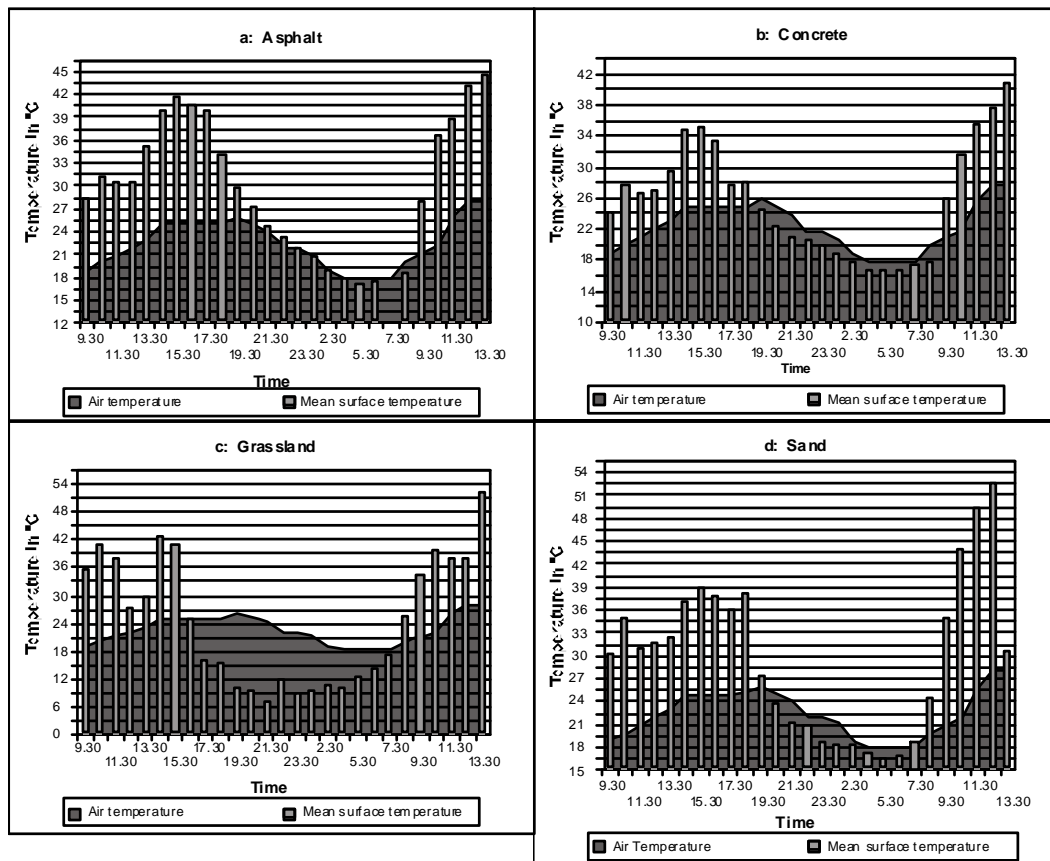 a: Asphalt
Temperature In °C
45
42
39
36
33
30
27
24
21
18
15
12
9.30 13.30 17.30 21.30 2.30 7.30 11.30
11.30 15.30 19.30 23.30 5.30 9.30 13.30
Time
Air temperature Mean surface temperature
b: Concrete
Temperature In °C
42
38
34
30
26
22
18
14
10
9.30 13.30 17.30 21.30 2.30 7.30 11.30
11.30 15.30 19.30 23.30 5.30 9.30 13.30
Time
Air temperature Mean surface temperature
c: Grassland
Temperature In °C
54
48
42
36
30
24
18
12
6
0
9.30 13.30 17.30 21.30 2.30 7.30 11.30
11.30 15.30 19.30 23.30 5.30 9.30 13.30
Time
Air temperature Mean surface temperature
d: Sand
Temperature In °C
54
51
48
45
42
39
36
33
30
27
24
21
18
15
9.30 13.30 17.30 21.30 2.30 7.30 11.30
11.30 15.30 19.30 23.30 5.30 9.30 13.30
Time
Air Temperature Mean surface temperature